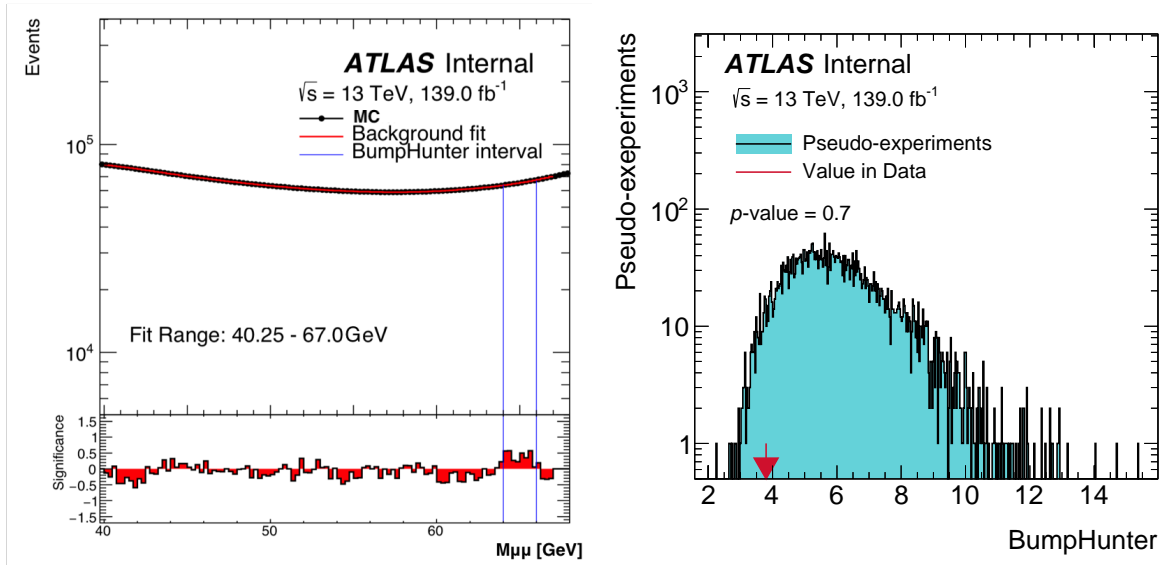 Events
ATLAS Internal
√s = 13 TeV, 139.0 fb⁻¹
MC
Background fit
BumpHunter interval
10⁵
10⁴
Fit Range: 40.25 - 67.0GeV
Significance
1.5
1
0.5
0
−0.5
−1
−1.5
40 50 60
Mμμ [GeV]
Pseudo-exeperiments
ATLAS Internal
√s = 13 TeV, 139.0 fb⁻¹
Pseudo-experiments
Value in Data
p-value = 0.7
10³
10²
10
1
2 4 6 8 10 12 14
BumpHunter